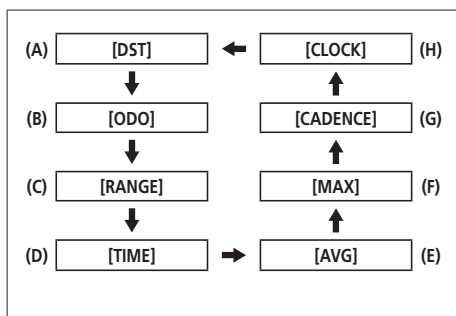 (A) [DST] [CLOCK] (H)
(B) [ODO] [CADENCE] (G)
(C) [RANGE] [MAX] (F)
(D) [TIME] [AVG] (E)